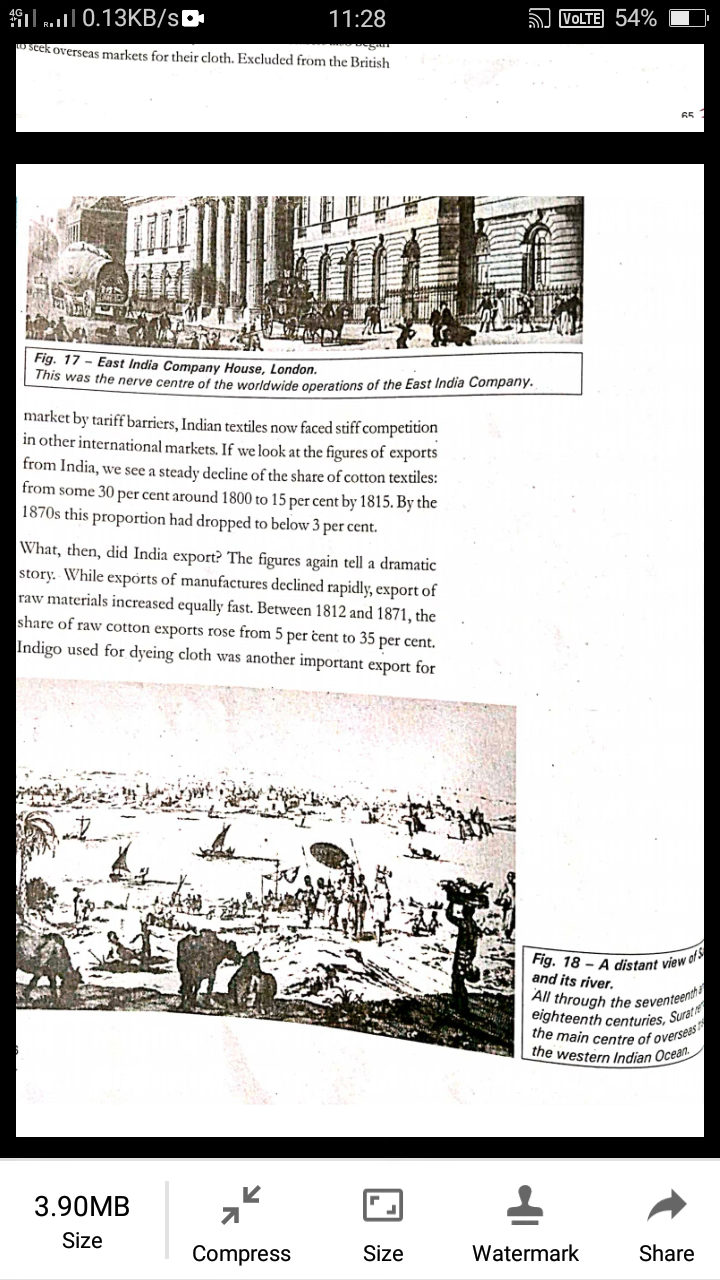 4G R 0.13KB/s 11:28 VoLTE 54%
to seek overseas markets for their cloth. Excluded from the British
65
Fig. 17 – East India Company House, London.
This was the nerve centre of the worldwide operations of the East India Company.
market by tariff barriers, Indian textiles now faced stiff competition
in other international markets. If we look at the figures of exports
from India, we see a steady decline of the share of cotton textiles:
from some 30 per cent around 1800 to 15 per cent by 1815. By the
1870s this proportion had dropped to below 3 per cent.
What, then, did India export? The figures again tell a dramatic
story. While exports of manufactures declined rapidly, export of
raw materials increased equally fast. Between 1812 and 1871, the
share of raw cotton exports rose from 5 per cent to 35 per cent.
Indigo used for dyeing cloth was another important export for
Fig. 18 – A distant view of
and its river.
All through the seventeenth
eighteenth centuries, Surat
the main centre of overseas
the western Indian Ocean.
3.90MB
Size
Compress
Size
Watermark
Share